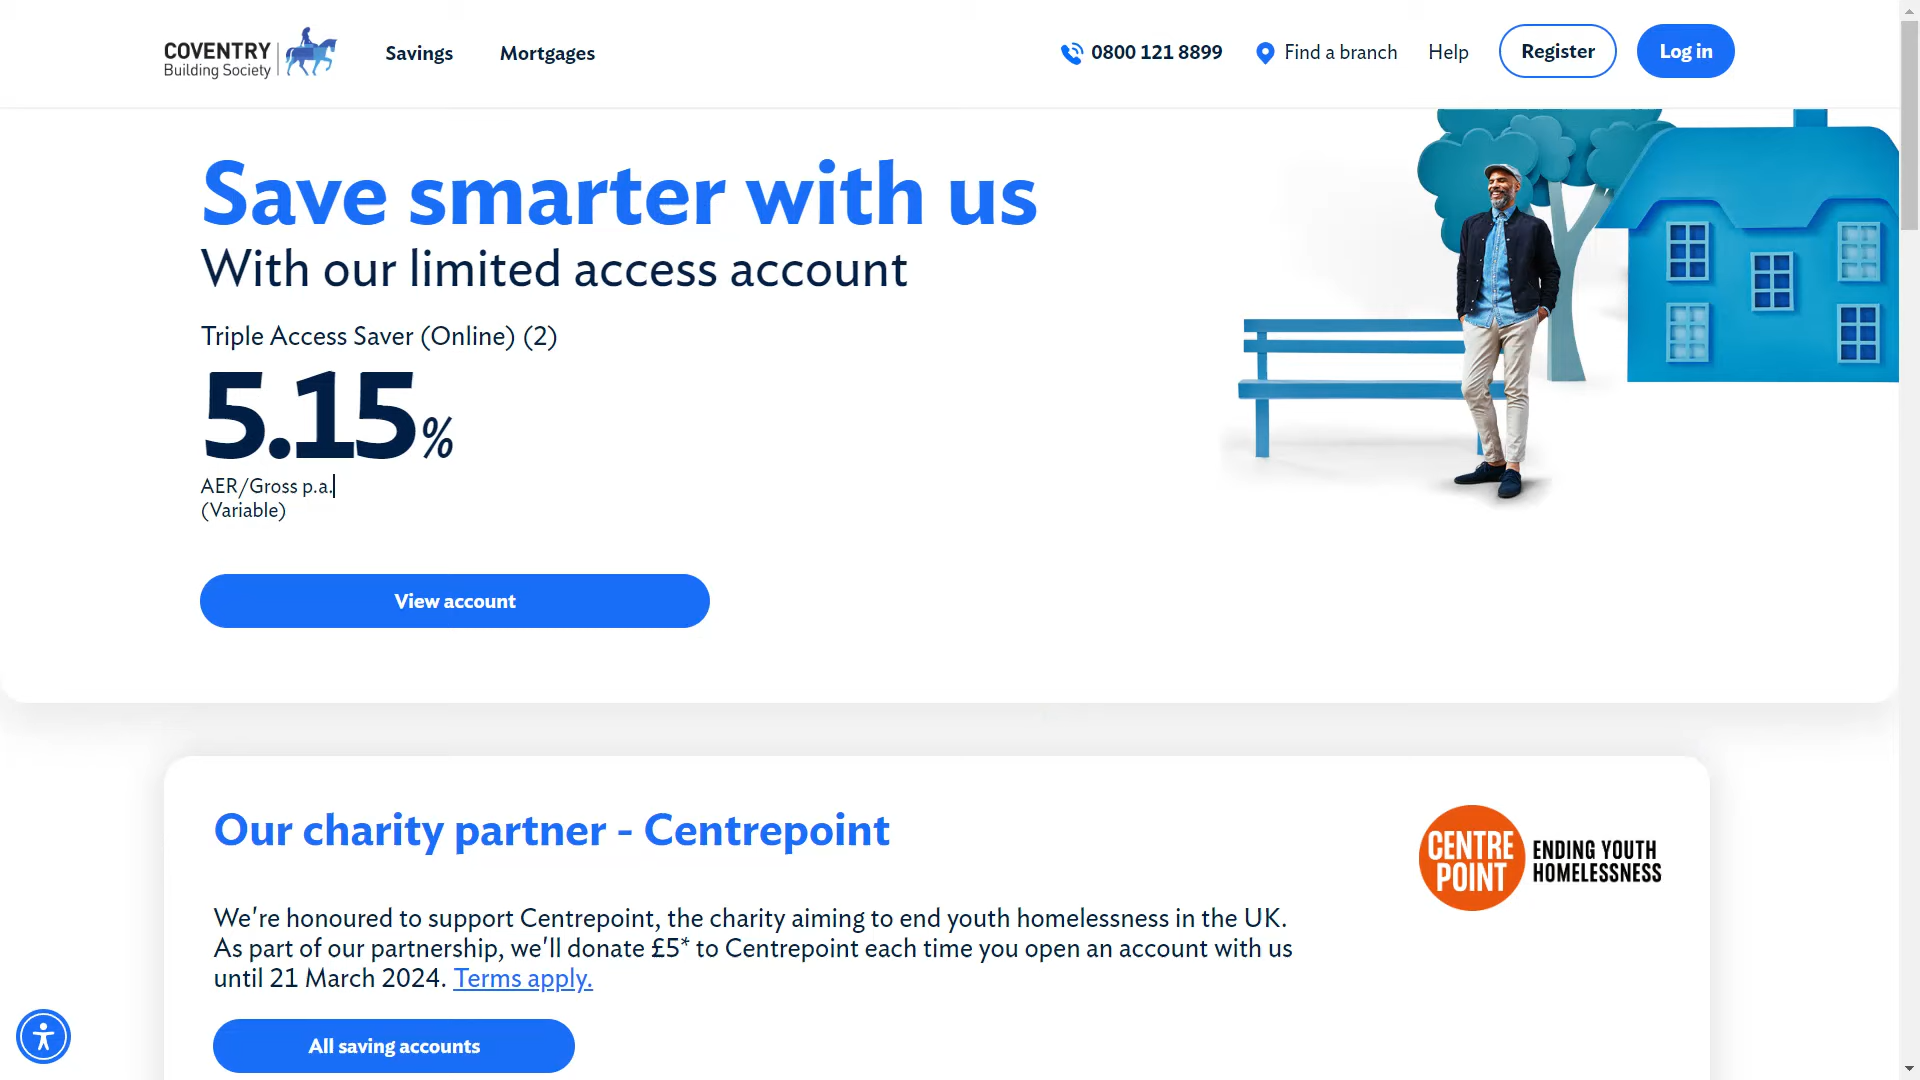 COVENTRY
Building Society
Savings
Mortgages
0800 121 8899
Find a branch
Help
Register
Log in
Save smarter with us
With our limited access account
Triple Access Saver (Online) (2)
5.15%
AER/Gross p.a.
(Variable)
View account
Our charity partner - Centrepoint
CENTRE
POINT
ENDING YOUTH
HOMELESSNESS
We're honoured to support Centrepoint, the charity aiming to end youth homelessness in the UK.
As part of our partnership, we'll donate £5* to Centrepoint each time you open an account with us
until 21 March 2024. Terms apply.
All saving accounts